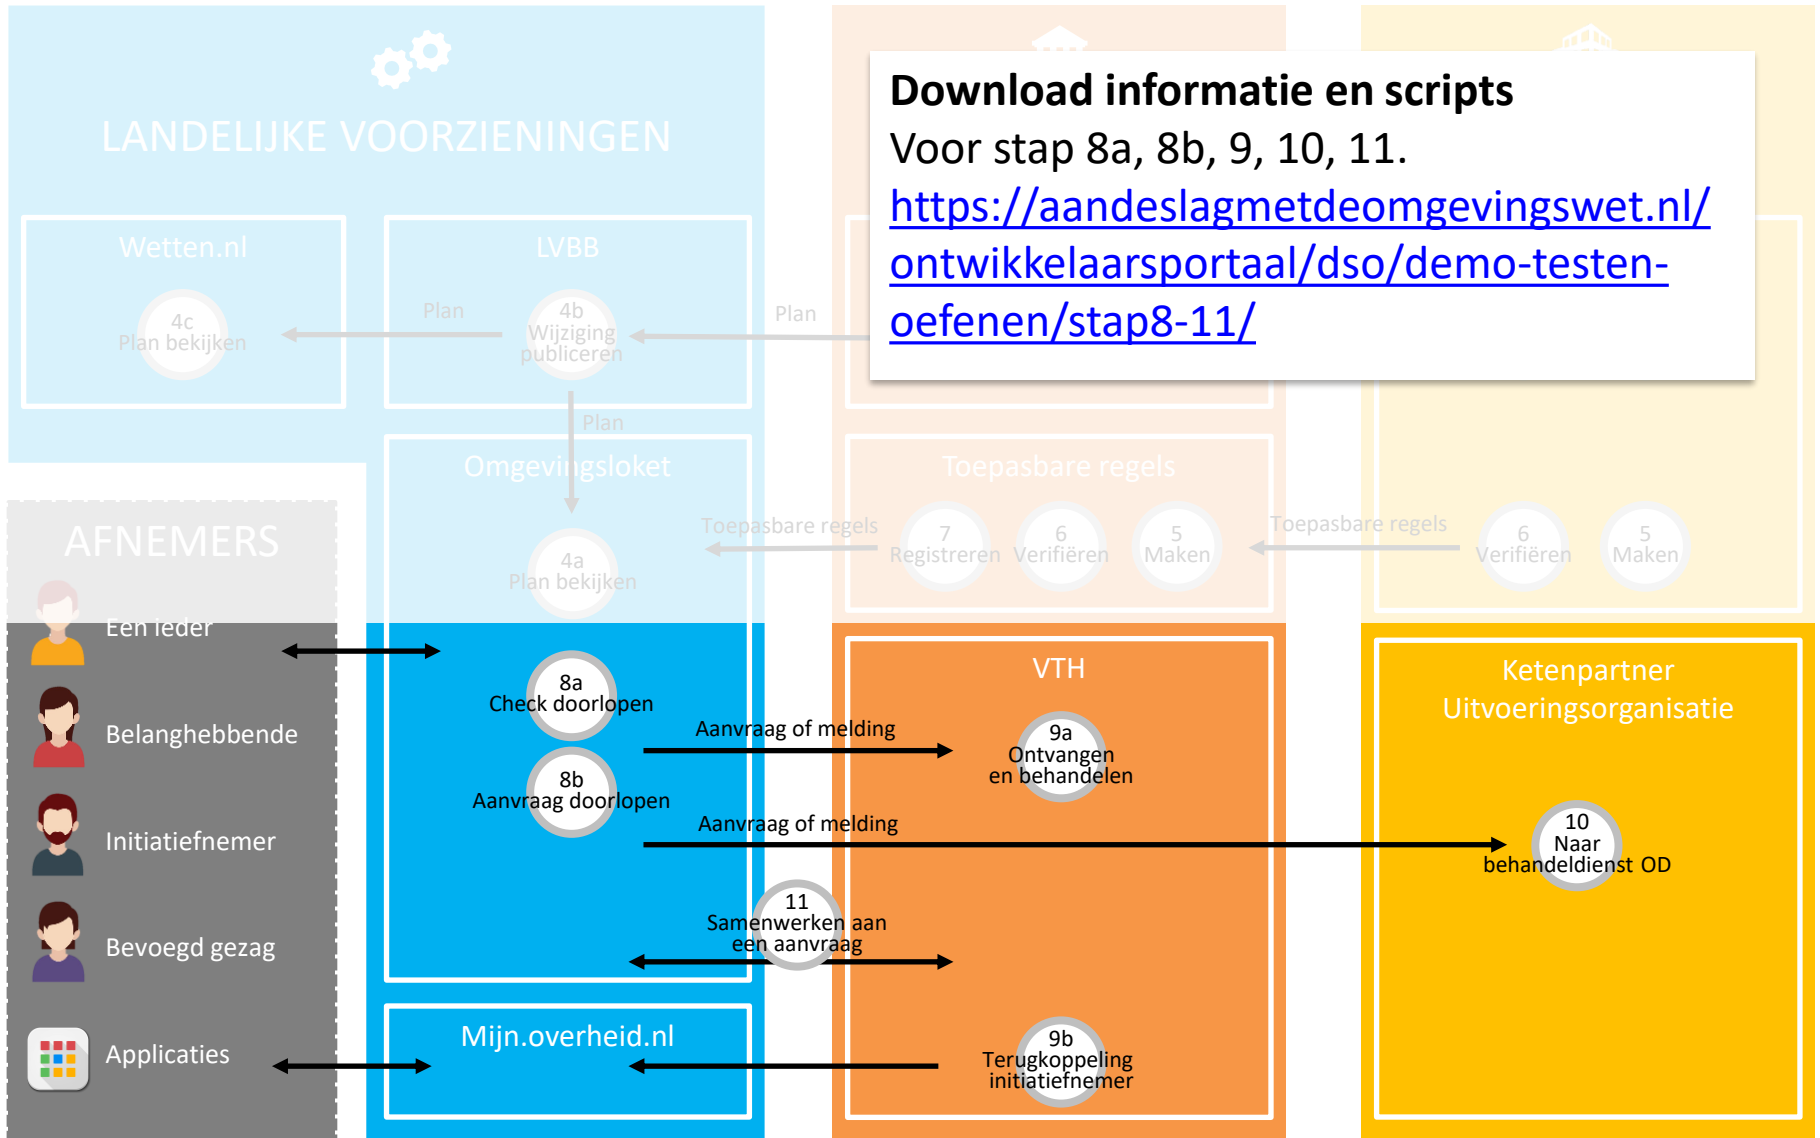 LANDELIJKE VOORZIENINGEN
Download informatie en scripts
Voor stap 8a, 8b, 9, 10, 11.
https://aandeslagmetdeomgevingswet.nl/
ontwikkelaarsportaal/dso/demo-testen-
oefenen/stap8-11/
Wetten.nl
4c
Plan bekijken
Plan
LVBB
4b
Wijziging
publiceren
Plan
Plan
Omgevingsloket
4a
Plan bekijken
Toepasbare regels
Toepasbare regels
7
Registreren
6
Verifiëren
5
Maken
Toepasbare regels
6
Verifiëren
5
Maken
AFNEMERS
Een ieder
Belanghebbende
Initiatiefnemer
Bevoegd gezag
Applicaties
8a
Check doorlopen
8b
Aanvraag doorlopen
Aanvraag of melding
Aanvraag of melding
11
Samenwerken aan
een aanvraag
Mijn.overheid.nl
VTH
9a
Ontvangen
en behandelen
9b
Terugkoppeling
initiatiefnemer
Ketenpartner
Uitvoeringsorganisatie
10
Naar
behandeldienst OD